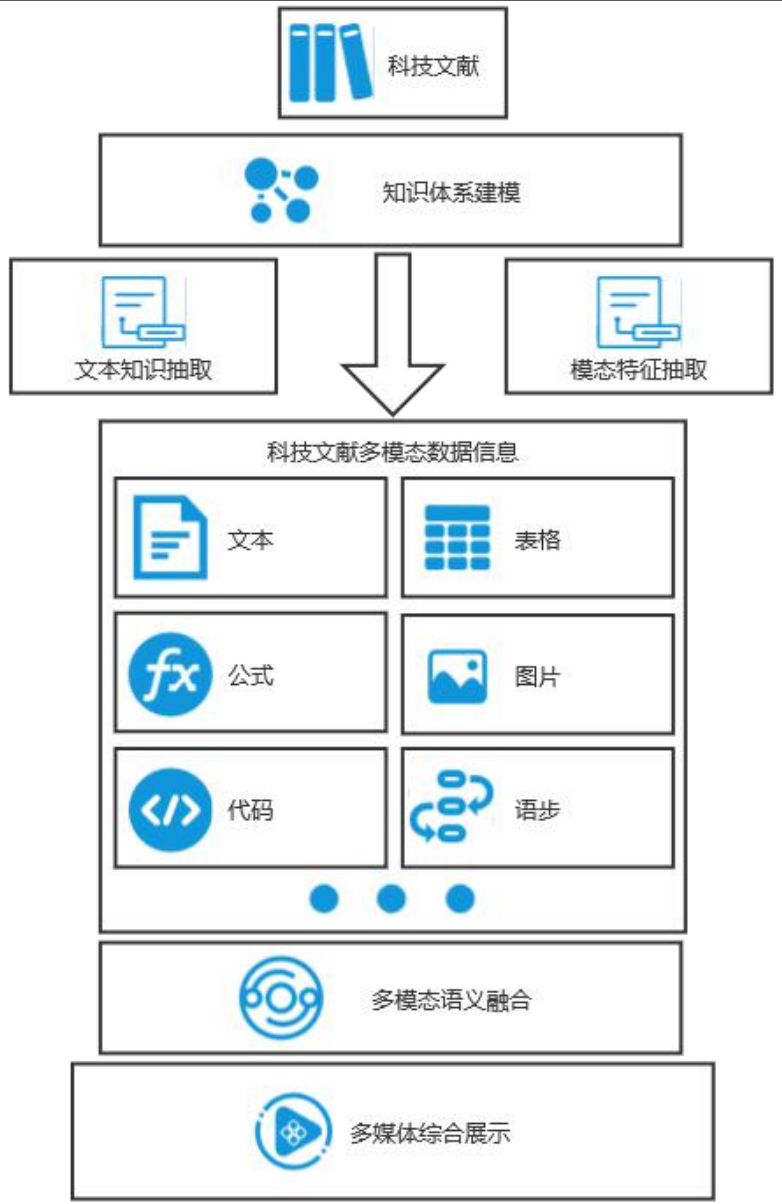 科技文献
知识体系建模
文本知识抽取
模态特征抽取
科技文献多模态数据信息
文本
表格
fx
公式
图片
</>
代码
语步
多模态语义融合
多媒体综合展示